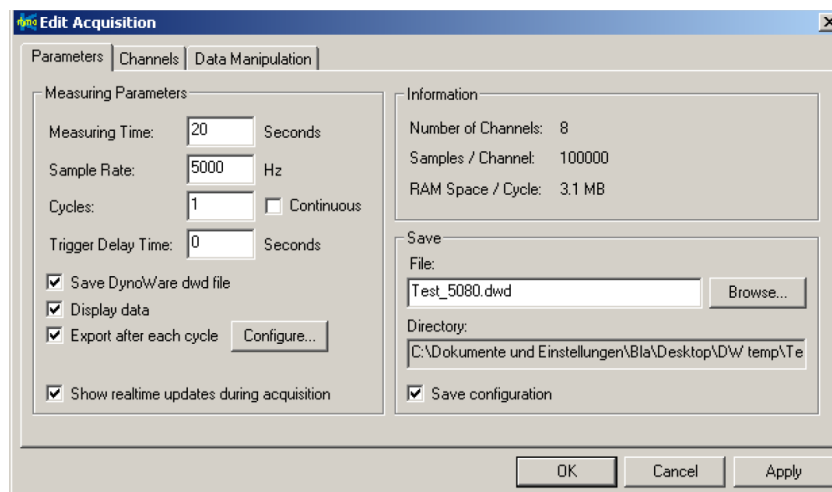 Edit Acquisition
Parameters Channels Data Manipulation
Measuring Parameters
Measuring Time: 20 Seconds
Sample Rate: 5000 Hz
Cycles: 1 Continuous
Trigger Delay Time: 0 Seconds
Save DynoWare dwd file
Display data
Export after each cycle Configure...
Show realtime updates during acquisition
Information
Number of Channels: 8
Samples / Channel: 100000
RAM Space / Cycle: 3.1 MB
Save
File:
Test_5080.dwd Browse...
Directory:
C:\Dokumente und Einstellungen\Bla\Desktop\DW temp\Te
Save configuration
OK Cancel Apply